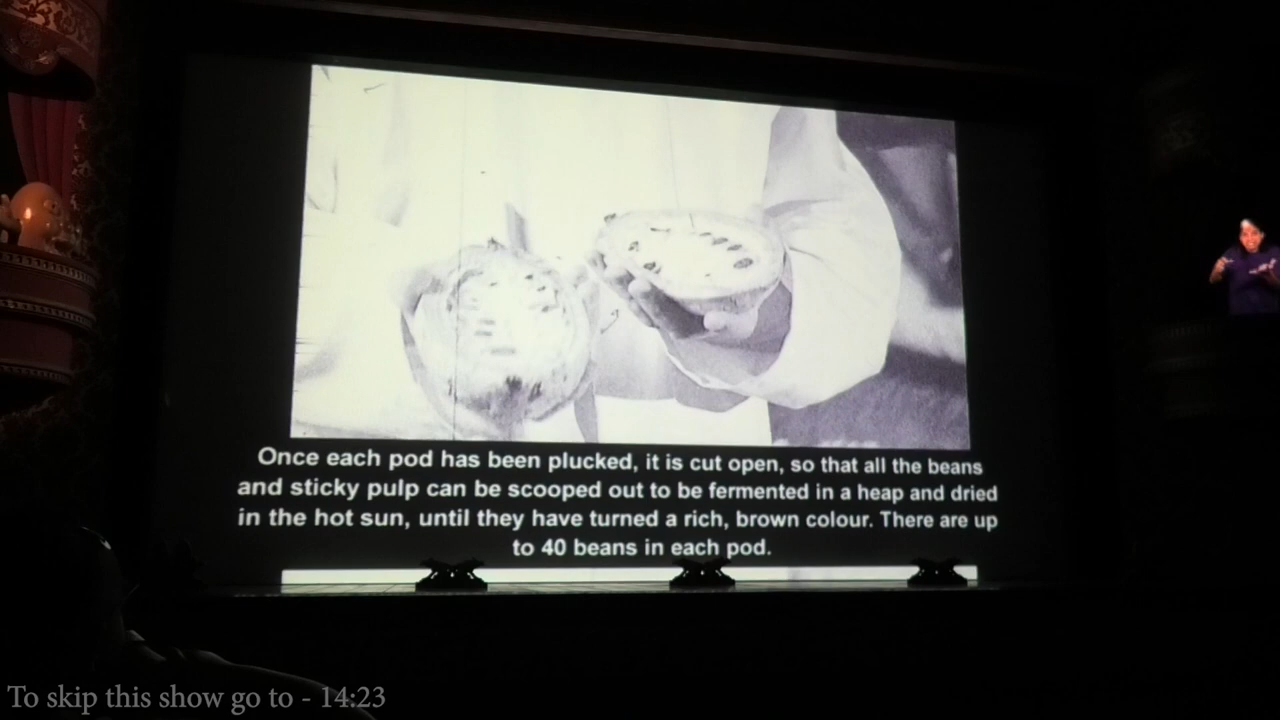 Once each pod has been plucked, it is cut open, so that all the beans
and sticky pulp can be scooped out to be fermented in a heap and dried
in the hot sun, until they have turned a rich, brown colour. There are up
to 40 beans in each pod.
To skip this show go to - 14:23